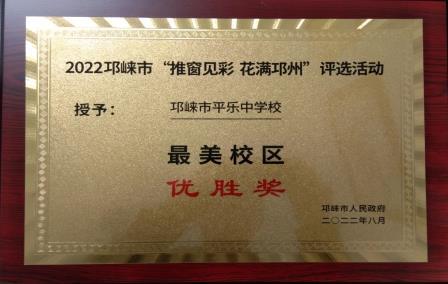 2022邛崃市“推窗见彩 花满邛州”评选活动
授予：邛崃市平乐中学校
最美校区
优胜奖
邛崃市人民政府
二〇二二年八月